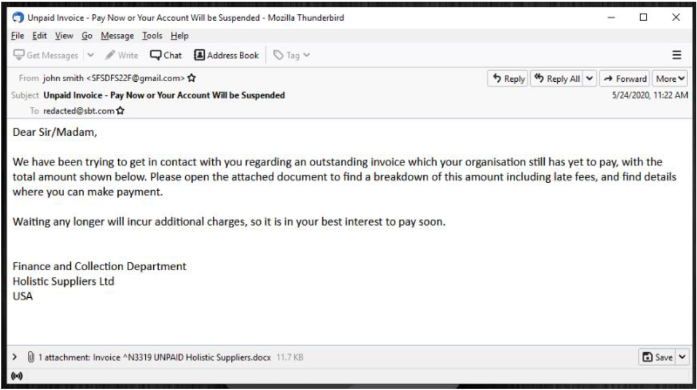 Unpaid Invoice - Pay Now or Your Account Will be Suspended - Mozilla Thunderbird
File Edit View Go Message Tools Help
Get Messages Write Chat Address Book Tag
From john smith <SFSDFS22F@gmail.com> Reply Reply All Forward More
Subject Unpaid Invoice - Pay Now or Your Account Will be Suspended 5/24/2020, 11:22 AM
To redacted@sbt.com
Dear Sir/Madam,
We have been trying to get in contact with you regarding an outstanding invoice which your organisation still has yet to pay, with the
total amount shown below. Please open the attached document to find a breakdown of this amount including late fees, and find details
where you can make payment.
Waiting any longer will incur additional charges, so it is in your best interest to pay soon.
Finance and Collection Department
Holistic Suppliers Ltd
USA
1 attachment: Invoice ^N3319 UNPAID Holistic Suppliers.docx 11.7 KB Save